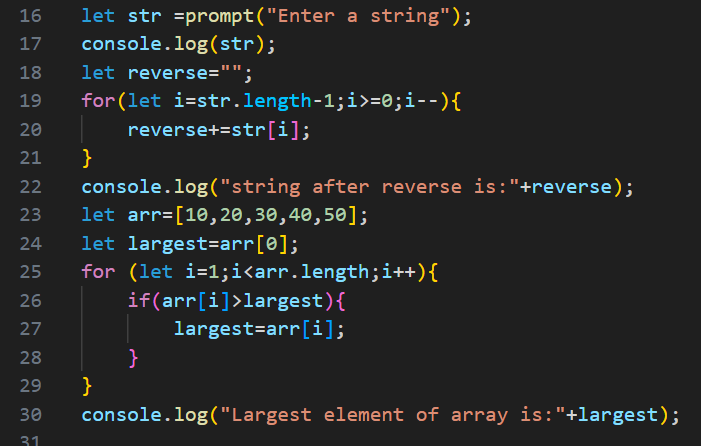 16 let str =prompt("Enter a string");
17 console.log(str);
18 let reverse="";
19 for(let i=str.length-1;i>=0;i--){
20     reverse+=str[i];
21 }
22 console.log("string after reverse is:"+reverse);
23 let arr=[10,20,30,40,50];
24 let largest=arr[0];
25 for (let i=1;i<arr.length;i++){
26     if(arr[i]>largest){
27         largest=arr[i];
28     }
29 }
30 console.log("Largest element of array is:"+largest);
31